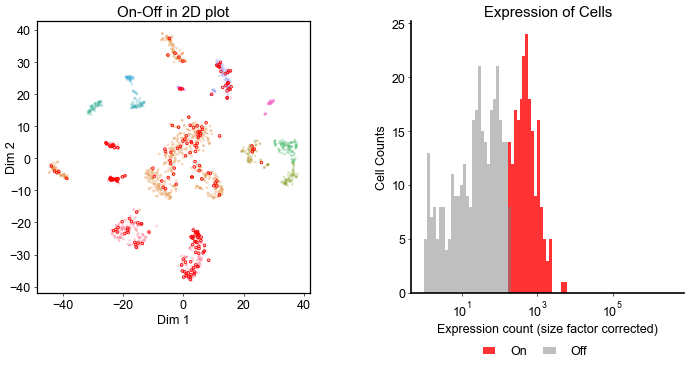 On-Off in 2D plot
40
30
20
10
0
−10
−20
−30
−40
Dim 2
−40 −20 0 20 40
Dim 1
Expression of Cells
25
20
15
10
5
0
Cell Counts
10^1 10^3 10^5
Expression count (size factor corrected)
On Off